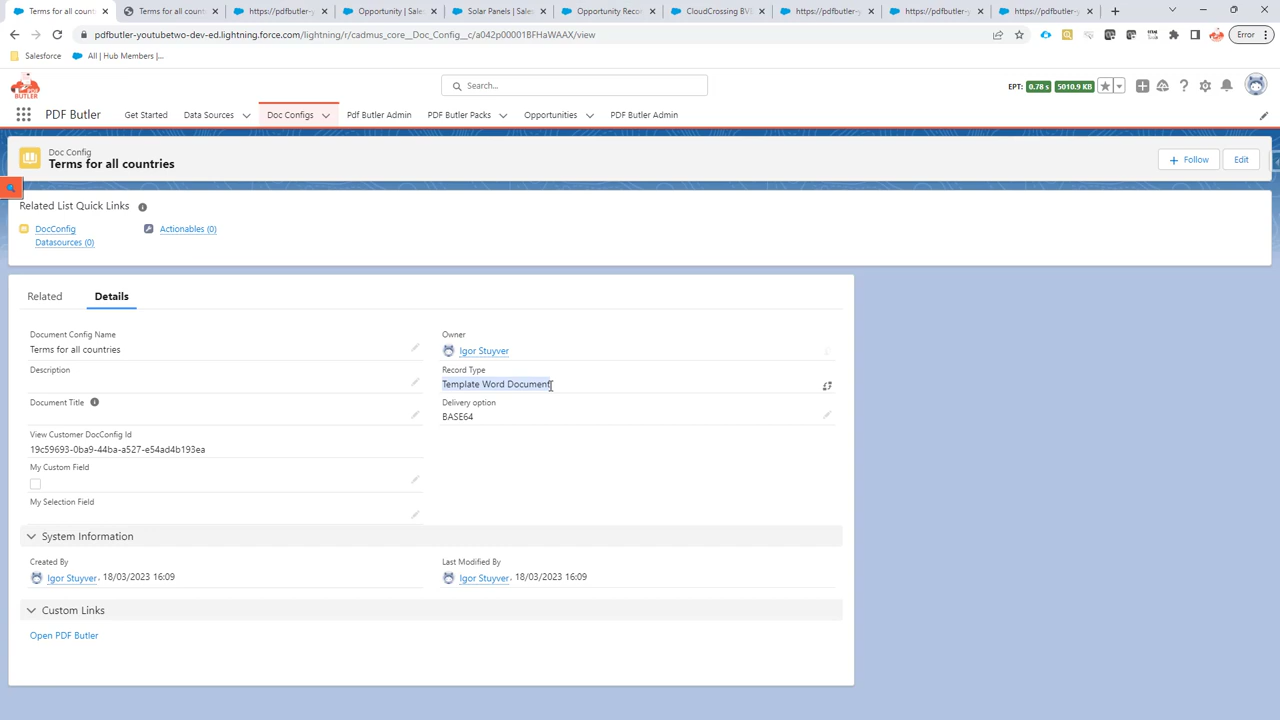 Terms for all countries
Terms for all countri
https://pdfbutler-y
Opportunity | Sales
Solar Panels | Sales
Opportunity Reco
CloudCrossing BV
https://pdfbutler-y
https://pdfbutler-y
https://pdfbutler-y
pdfbutler-youtubetwo-dev-ed.lightning.force.com/lightning/r/cadmus_core__Doc_Config__c/a042p00001BFHaWAAX/view
Error
Salesforce
All | Hub Members |...
PDF
BUTLER
Search...
EPT: 0.78 s 5010.9 KB
PDF Butler
Get Started
Data Sources
Doc Configs
Pdf Butler Admin
PDF Butler Packs
Opportunities
PDF Butler Admin
Doc Config
Terms for all countries
Follow
Edit
Related List Quick Links
DocConfig
Datasources (0)
Actionables (0)
Related
Details
Document Config Name
Terms for all countries
Owner
Igor Stuyver
Description
Record Type
Template Word Document
Document Title
Delivery option
BASE64
View Customer DocConfig Id
19c59693-0ba9-44ba-a527-e54ad4b193ea
My Custom Field
My Selection Field
System Information
Created By
Igor Stuyver, 18/03/2023 16:09
Last Modified By
Igor Stuyver, 18/03/2023 16:09
Custom Links
Open PDF Butler